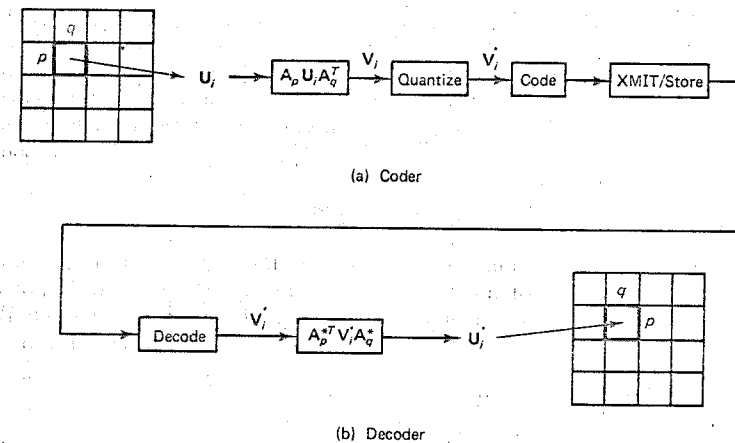 q
p
U_i
A_p U_i A_q^T
V_i
Quantize
V_i^•
Code
XMIT/Store
(a) Coder
Decode
V_i^•
A_p^{*T} V_i^• A_q^*
U_i^•
q
p
(b) Decoder